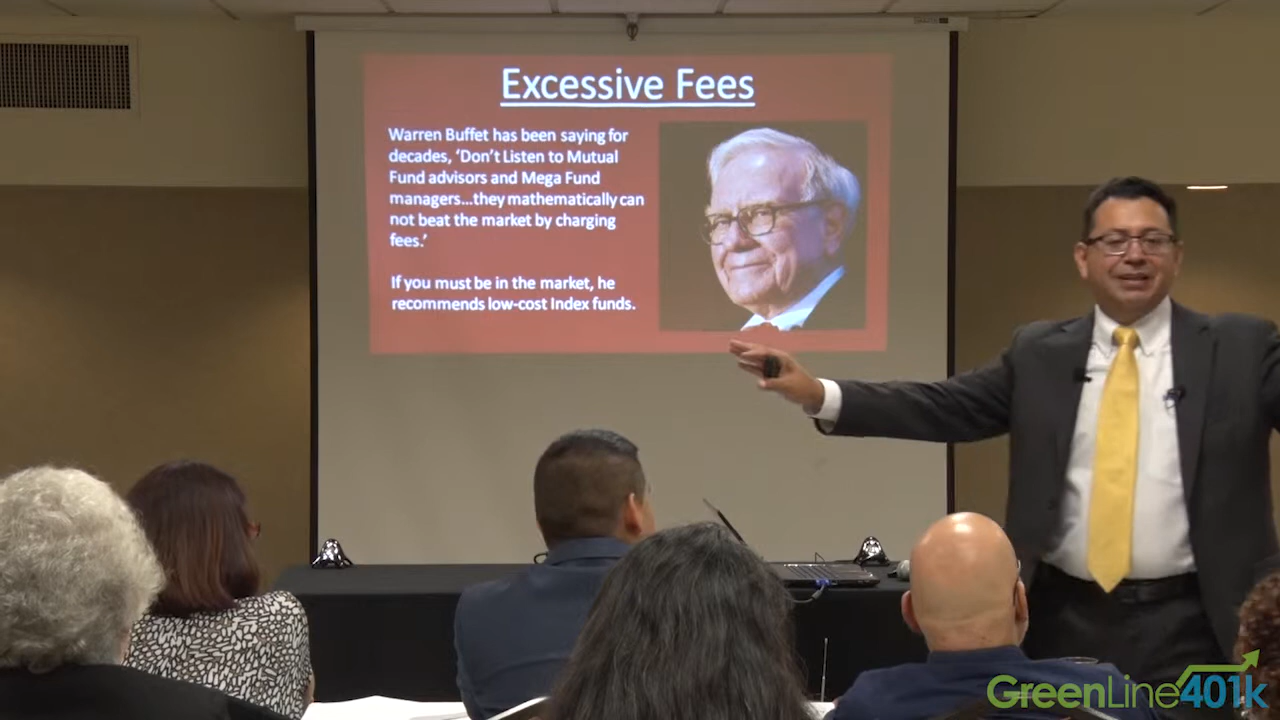 Excessive Fees
Warren Buffet has been saying for
decades, ‘Don’t Listen to Mutual
Fund advisors and Mega Fund
managers...they mathematically can
not beat the market by charging
fees.’
If you must be in the market, he
recommends low-cost Index funds.
GreenLine401k